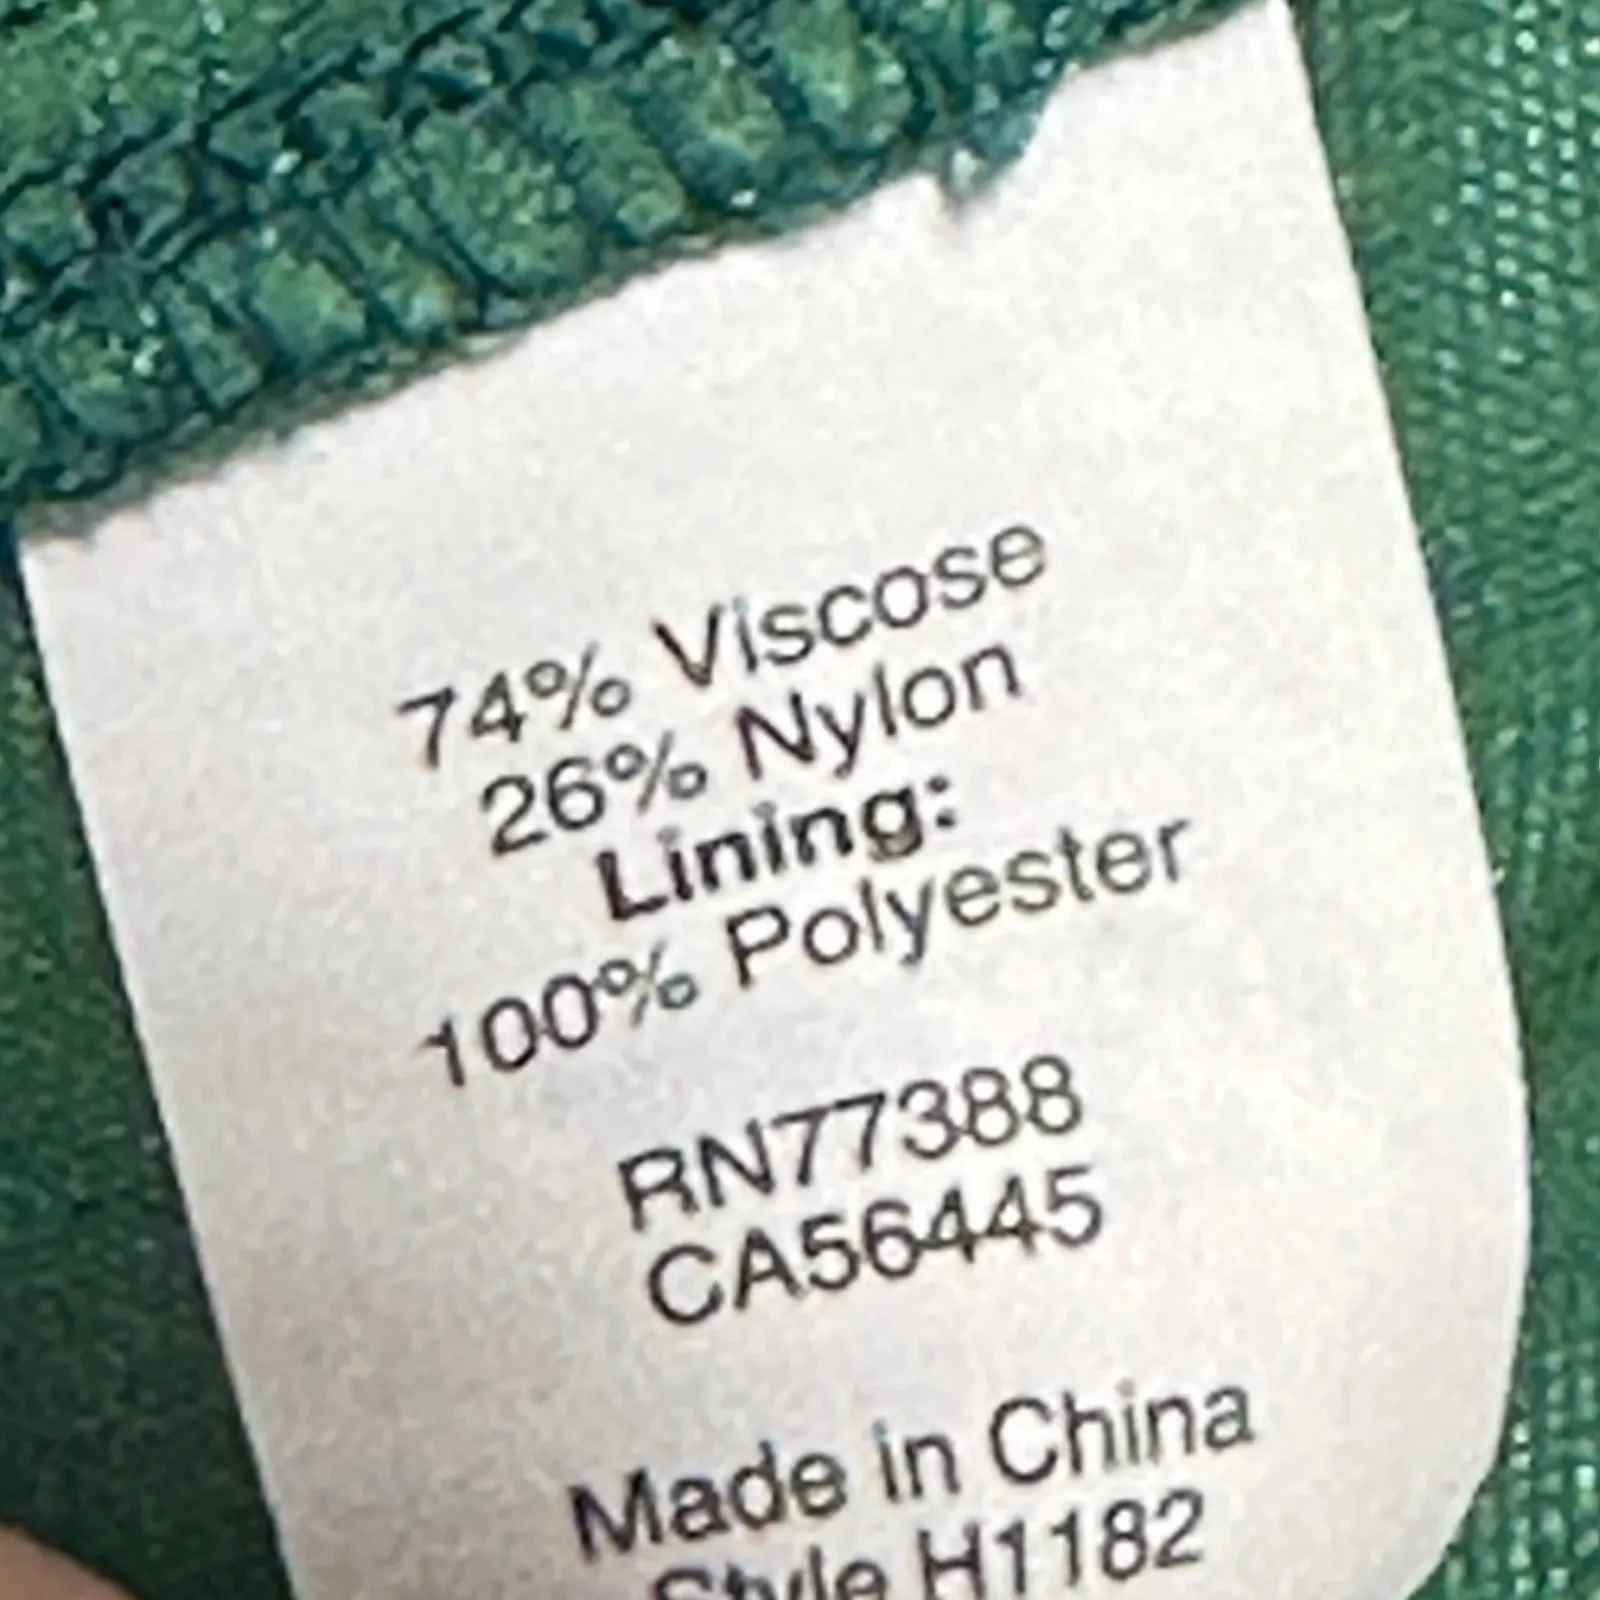 74% Viscose
26% Nylon
Lining:
100% Polyester
RN77388
CA56445
Made in China
Style H1182